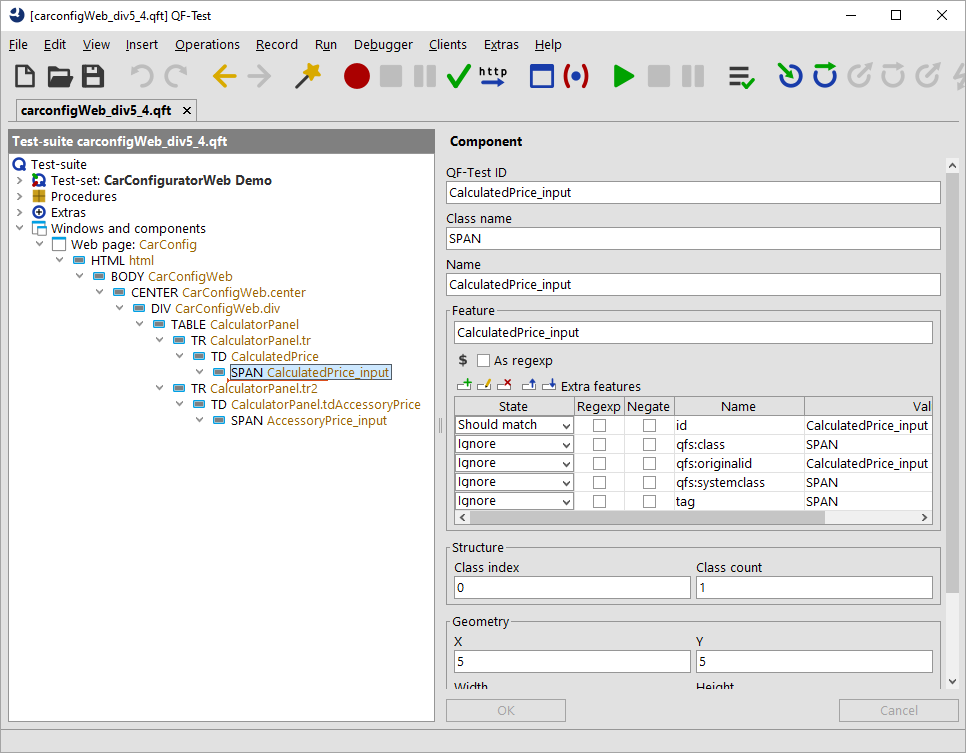 [carconfigWeb_div5_4.qft] QF-Test
File Edit View Insert Operations Record Run Debugger Clients Extras Help
http
carconfigWeb_div5_4.qft ×
Test-suite carconfigWeb_div5_4.qft
Test-suite
Test-set: CarConfiguratorWeb Demo
Procedures
Extras
Windows and components
Web page: CarConfig
HTML html
BODY CarConfigWeb
CENTER CarConfigWeb.center
DIV CarConfigWeb.div
TABLE CalculatorPanel
TR CalculatorPanel.tr
TD CalculatedPrice
SPAN CalculatedPrice_input
TR CalculatorPanel.tr2
TD CalculatorPanel.tdAccessoryPrice
SPAN AccessoryPrice_input
Component
QF-Test ID
CalculatedPrice_input
Class name
SPAN
Name
CalculatedPrice_input
Feature
CalculatedPrice_input
$ As regexp
Extra features
State Regexp Negate Name Val
Should match id CalculatedPrice_input
Ignore qfs:class SPAN
Ignore qfs:originalid CalculatedPrice_input
Ignore qfs:systemclass SPAN
Ignore tag SPAN
Structure
Class index Class count
0 1
Geometry
X Y
5 5
Width Height
OK Cancel